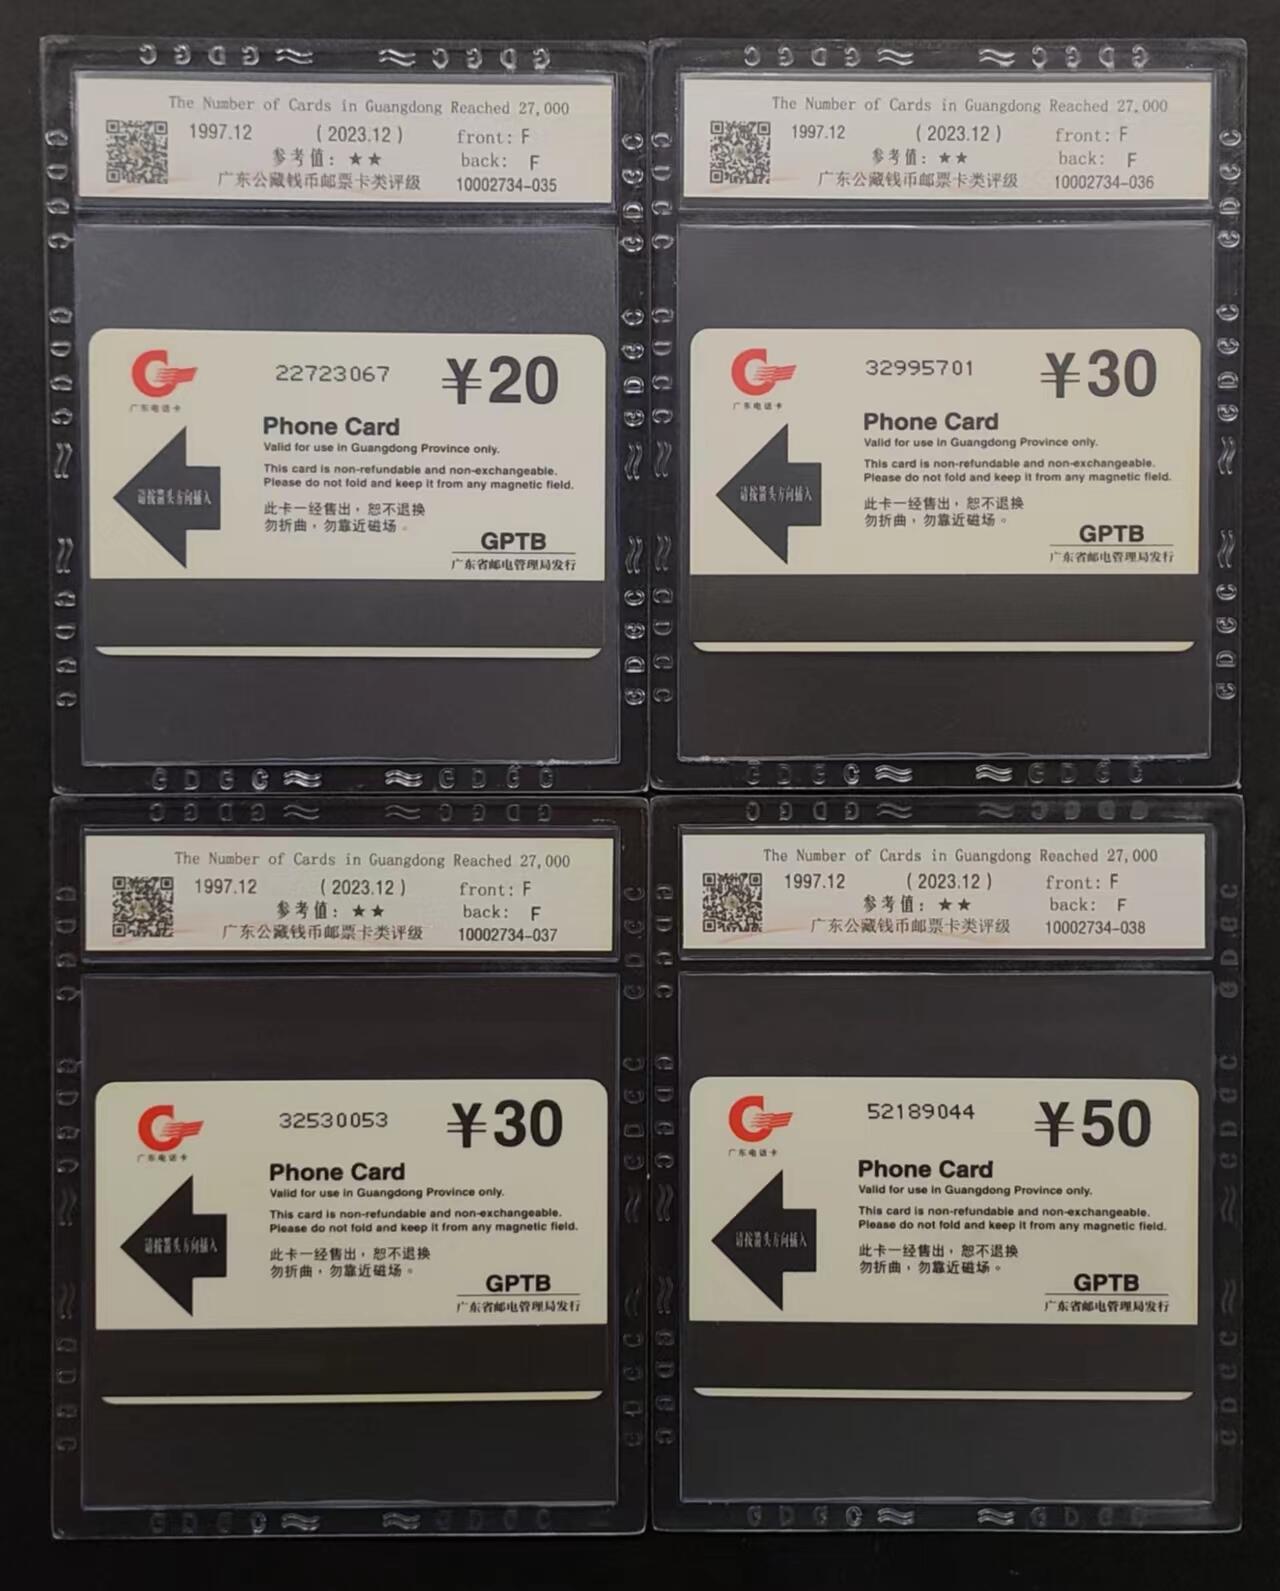 The Number of Cards in Guangdong Reached 27,000
1997.12 (2023.12) front: F
参考值: ★★ back: F
广东公藏钱币邮票卡类评级 10002734-035
22723067 ¥20
广东电话卡
Phone Card
Valid for use in Guangdong Province only.
This card is non-refundable and non-exchangeable.
Please do not fold and keep it from any magnetic field.
请按箭头方向插入
此卡一经售出，恕不退换
勿折曲，勿靠近磁场。
GPTB
广东省邮电管理局发行
The Number of Cards in Guangdong Reached 27,000
1997.12 (2023.12) front: F
参考值: ★★ back: F
广东公藏钱币邮票卡类评级 10002734-036
32995701 ¥30
广东电话卡
Phone Card
Valid for use in Guangdong Province only.
This card is non-refundable and non-exchangeable.
Please do not fold and keep it from any magnetic field.
请按箭头方向插入
此卡一经售出，恕不退换
勿折曲，勿靠近磁场。
GPTB
广东省邮电管理局发行
The Number of Cards in Guangdong Reached 27,000
1997.12 (2023.12) front: F
参考值: ★★ back: F
广东公藏钱币邮票卡类评级 10002734-037
32530053 ¥30
广东电话卡
Phone Card
Valid for use in Guangdong Province only.
This card is non-refundable and non-exchangeable.
Please do not fold and keep it from any magnetic field.
请按箭头方向插入
此卡一经售出，恕不退换
勿折曲，勿靠近磁场。
GPTB
广东省邮电管理局发行
The Number of Cards in Guangdong Reached 27,000
1997.12 (2023.12) front: F
参考值: ★★ back: F
广东公藏钱币邮票卡类评级 10002734-038
52189044 ¥50
广东电话卡
Phone Card
Valid for use in Guangdong Province only.
This card is non-refundable and non-exchangeable.
Please do not fold and keep it from any magnetic field.
请按箭头方向插入
此卡一经售出，恕不退换
勿折曲，勿靠近磁场。
GPTB
广东省邮电管理局发行